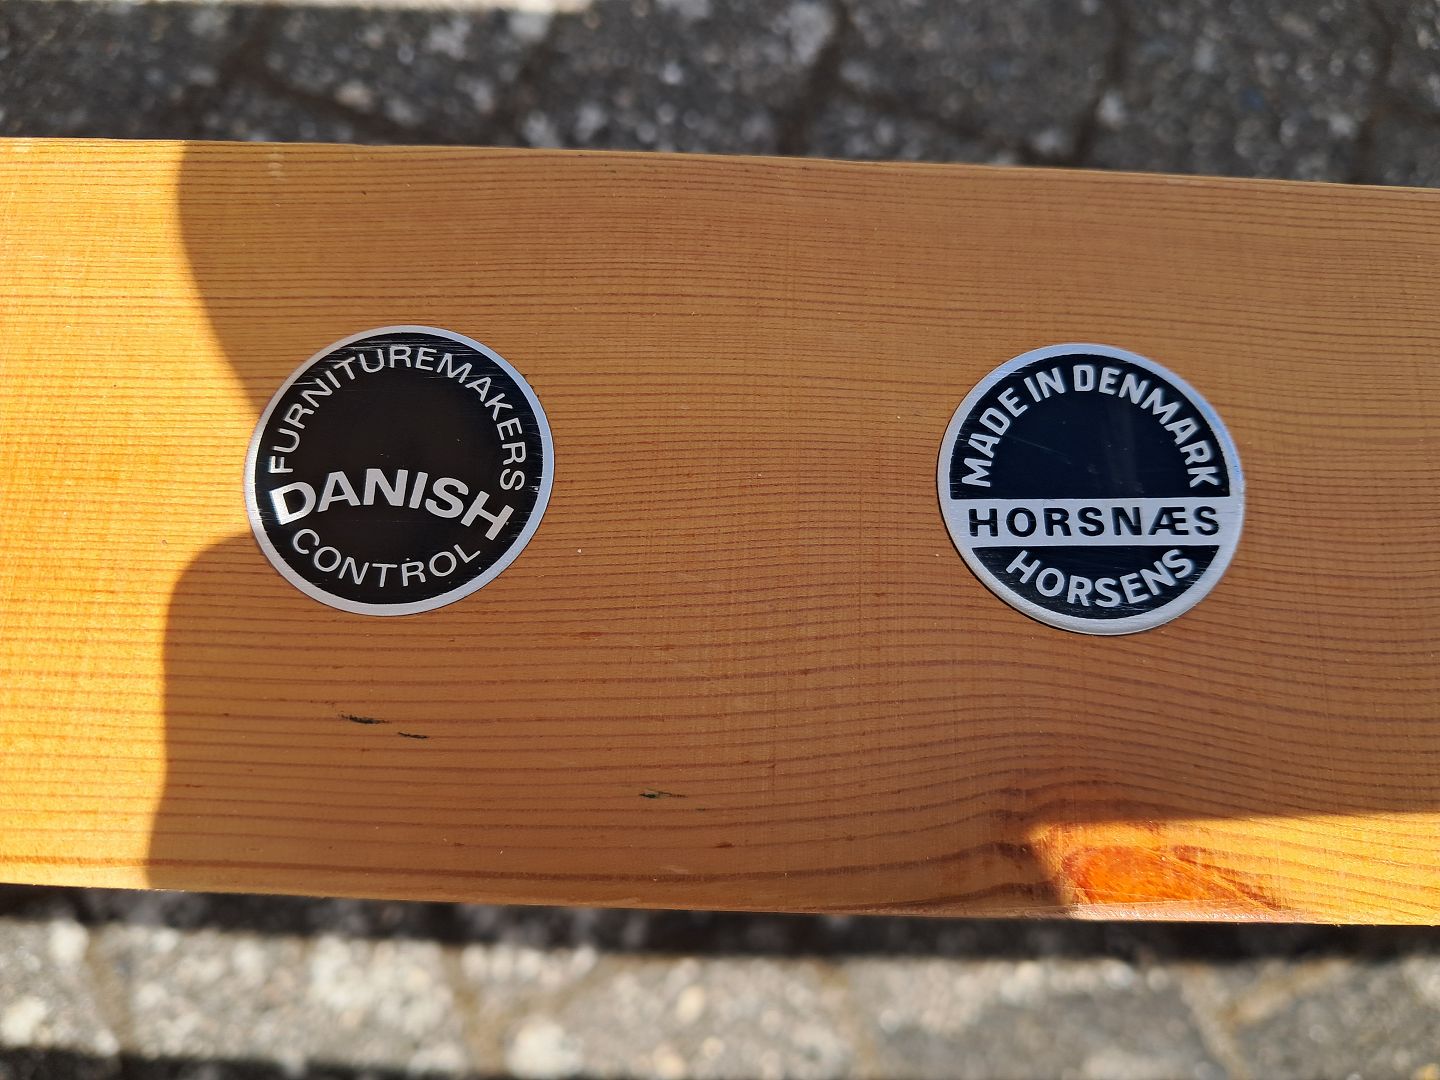 FURNITUREMAKERS
DANISH
CONTROL
MADE IN DENMARK
HORSNÆS
HORSENS